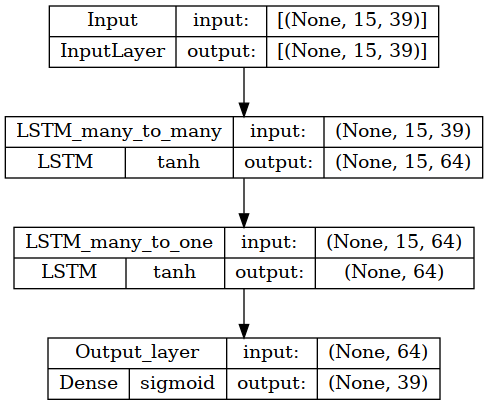 Input input: [(None, 15, 39)]
InputLayer output: [(None, 15, 39)]
LSTM_many_to_many input: (None, 15, 39)
LSTM tanh output: (None, 15, 64)
LSTM_many_to_one input: (None, 15, 64)
LSTM tanh output: (None, 64)
Output_layer input: (None, 64)
Dense sigmoid output: (None, 39)